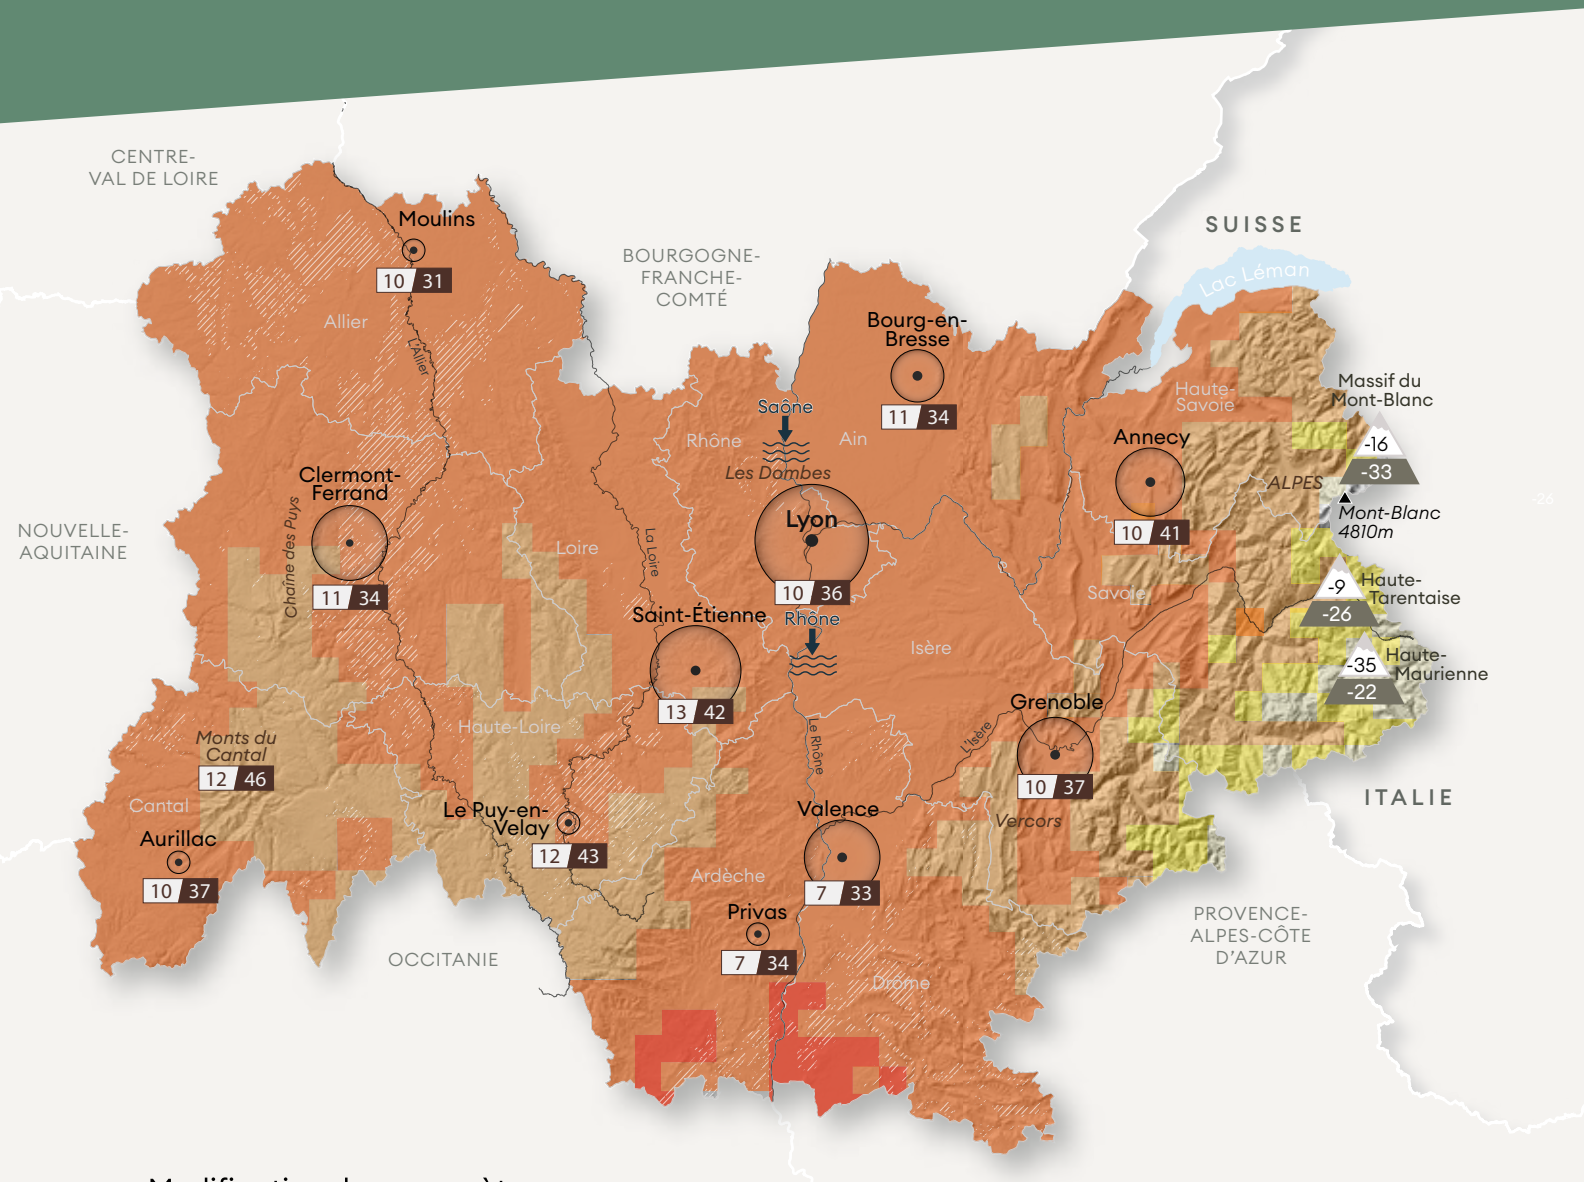 CENTRE-
VAL DE LOIRE
Moulins
10 31
Allier
L'Allier
BOURGOGNE-
FRANCHE-
COMTÉ
SUISSE
Lac Léman
Bourg-en-
Bresse
11 34
Haute-
Savoie
Massif du
Mont-Blanc
-16
-33
Saône
Rhône
Ain
Les Dombes
Annecy
10 41
ALPES
Mont-Blanc
4810m
-26
Clermont-
Ferrand
11 34
Chaîne des Puys
NOUVELLE-
AQUITAINE
Loire
La Loire
Lyon
10 36
Rhône
Savoie
Haute-
Tarentaise
-9
-26
Saint-Étienne
13 42
Isère
Haute-
Maurienne
-35
-22
Grenoble
10 37
L'Isère
Le Rhône
Haute-Loire
Monts du
Cantal
12 46
Cantal
Aurillac
10 37
Le Puy-en-
Velay
12 43
Valence
7 33
Vercors
ITALIE
Ardèche
Privas
7 34
Drôme
OCCITANIE
PROVENCE-
ALPES-CÔTE
D'AZUR